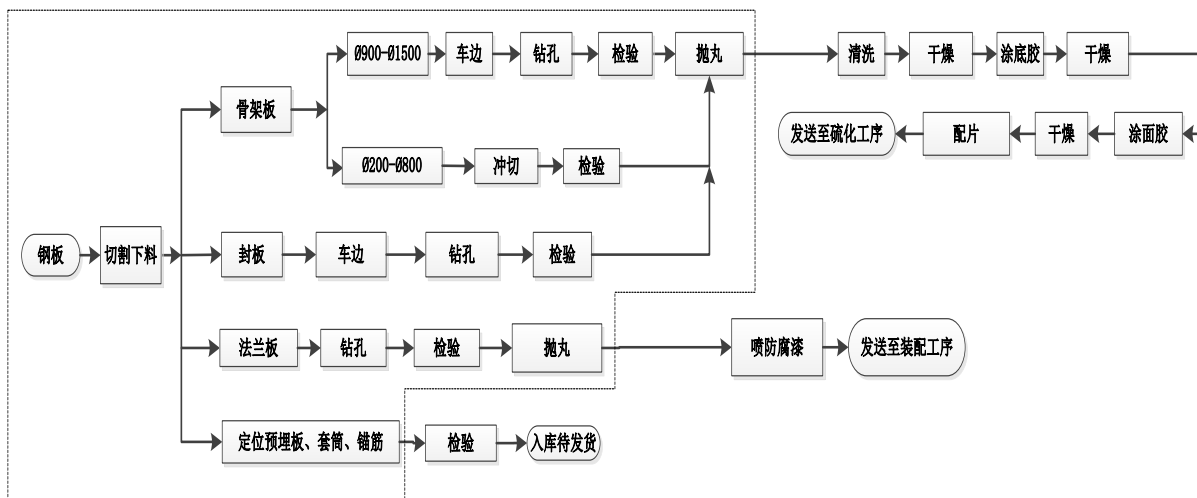 Ø900-Ø1500
车边
钻孔
检验
抛丸
清洗
干燥
涂底胶
干燥
骨架板
发送至硫化工序
配片
干燥
涂面胶
Ø200-Ø800
冲切
检验
钢板
切割下料
封板
车边
钻孔
检验
法兰板
钻孔
检验
抛丸
喷防腐漆
发送至装配工序
定位预埋板、套筒、锚筋
检验
入库待发货